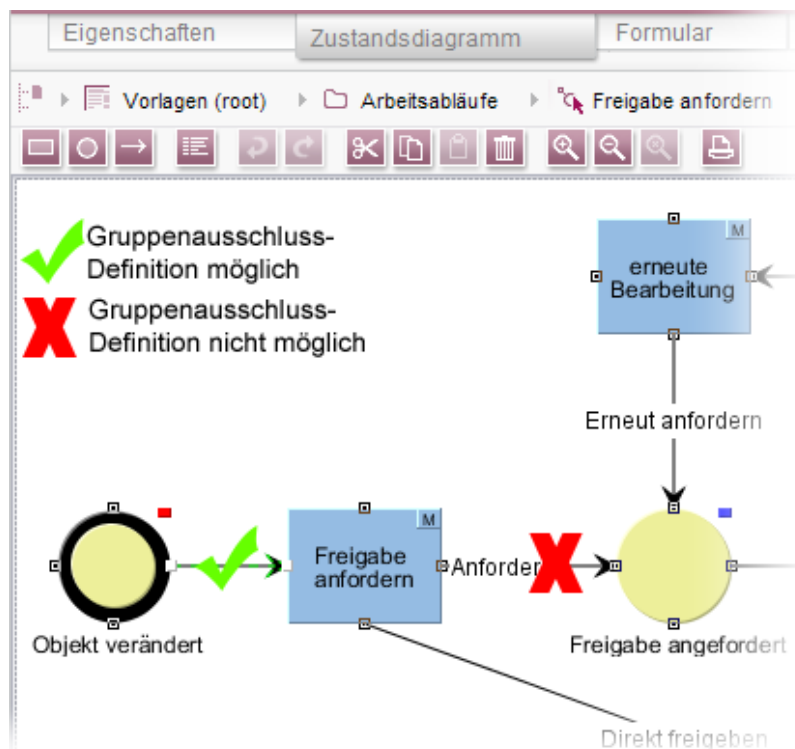 Eigenschaften Zustandsdiagramm Formular
Vorlagen (root) Arbeitsabläufe Freigabe anfordern
Gruppenausschluss-
Definition möglich
Gruppenausschluss-
Definition nicht möglich
M
erneute
Bearbeitung
Erneut anfordern
M
Freigabe
anfordern
Anforder
Objekt verändert
Freigabe angefordert
Direkt freigeben